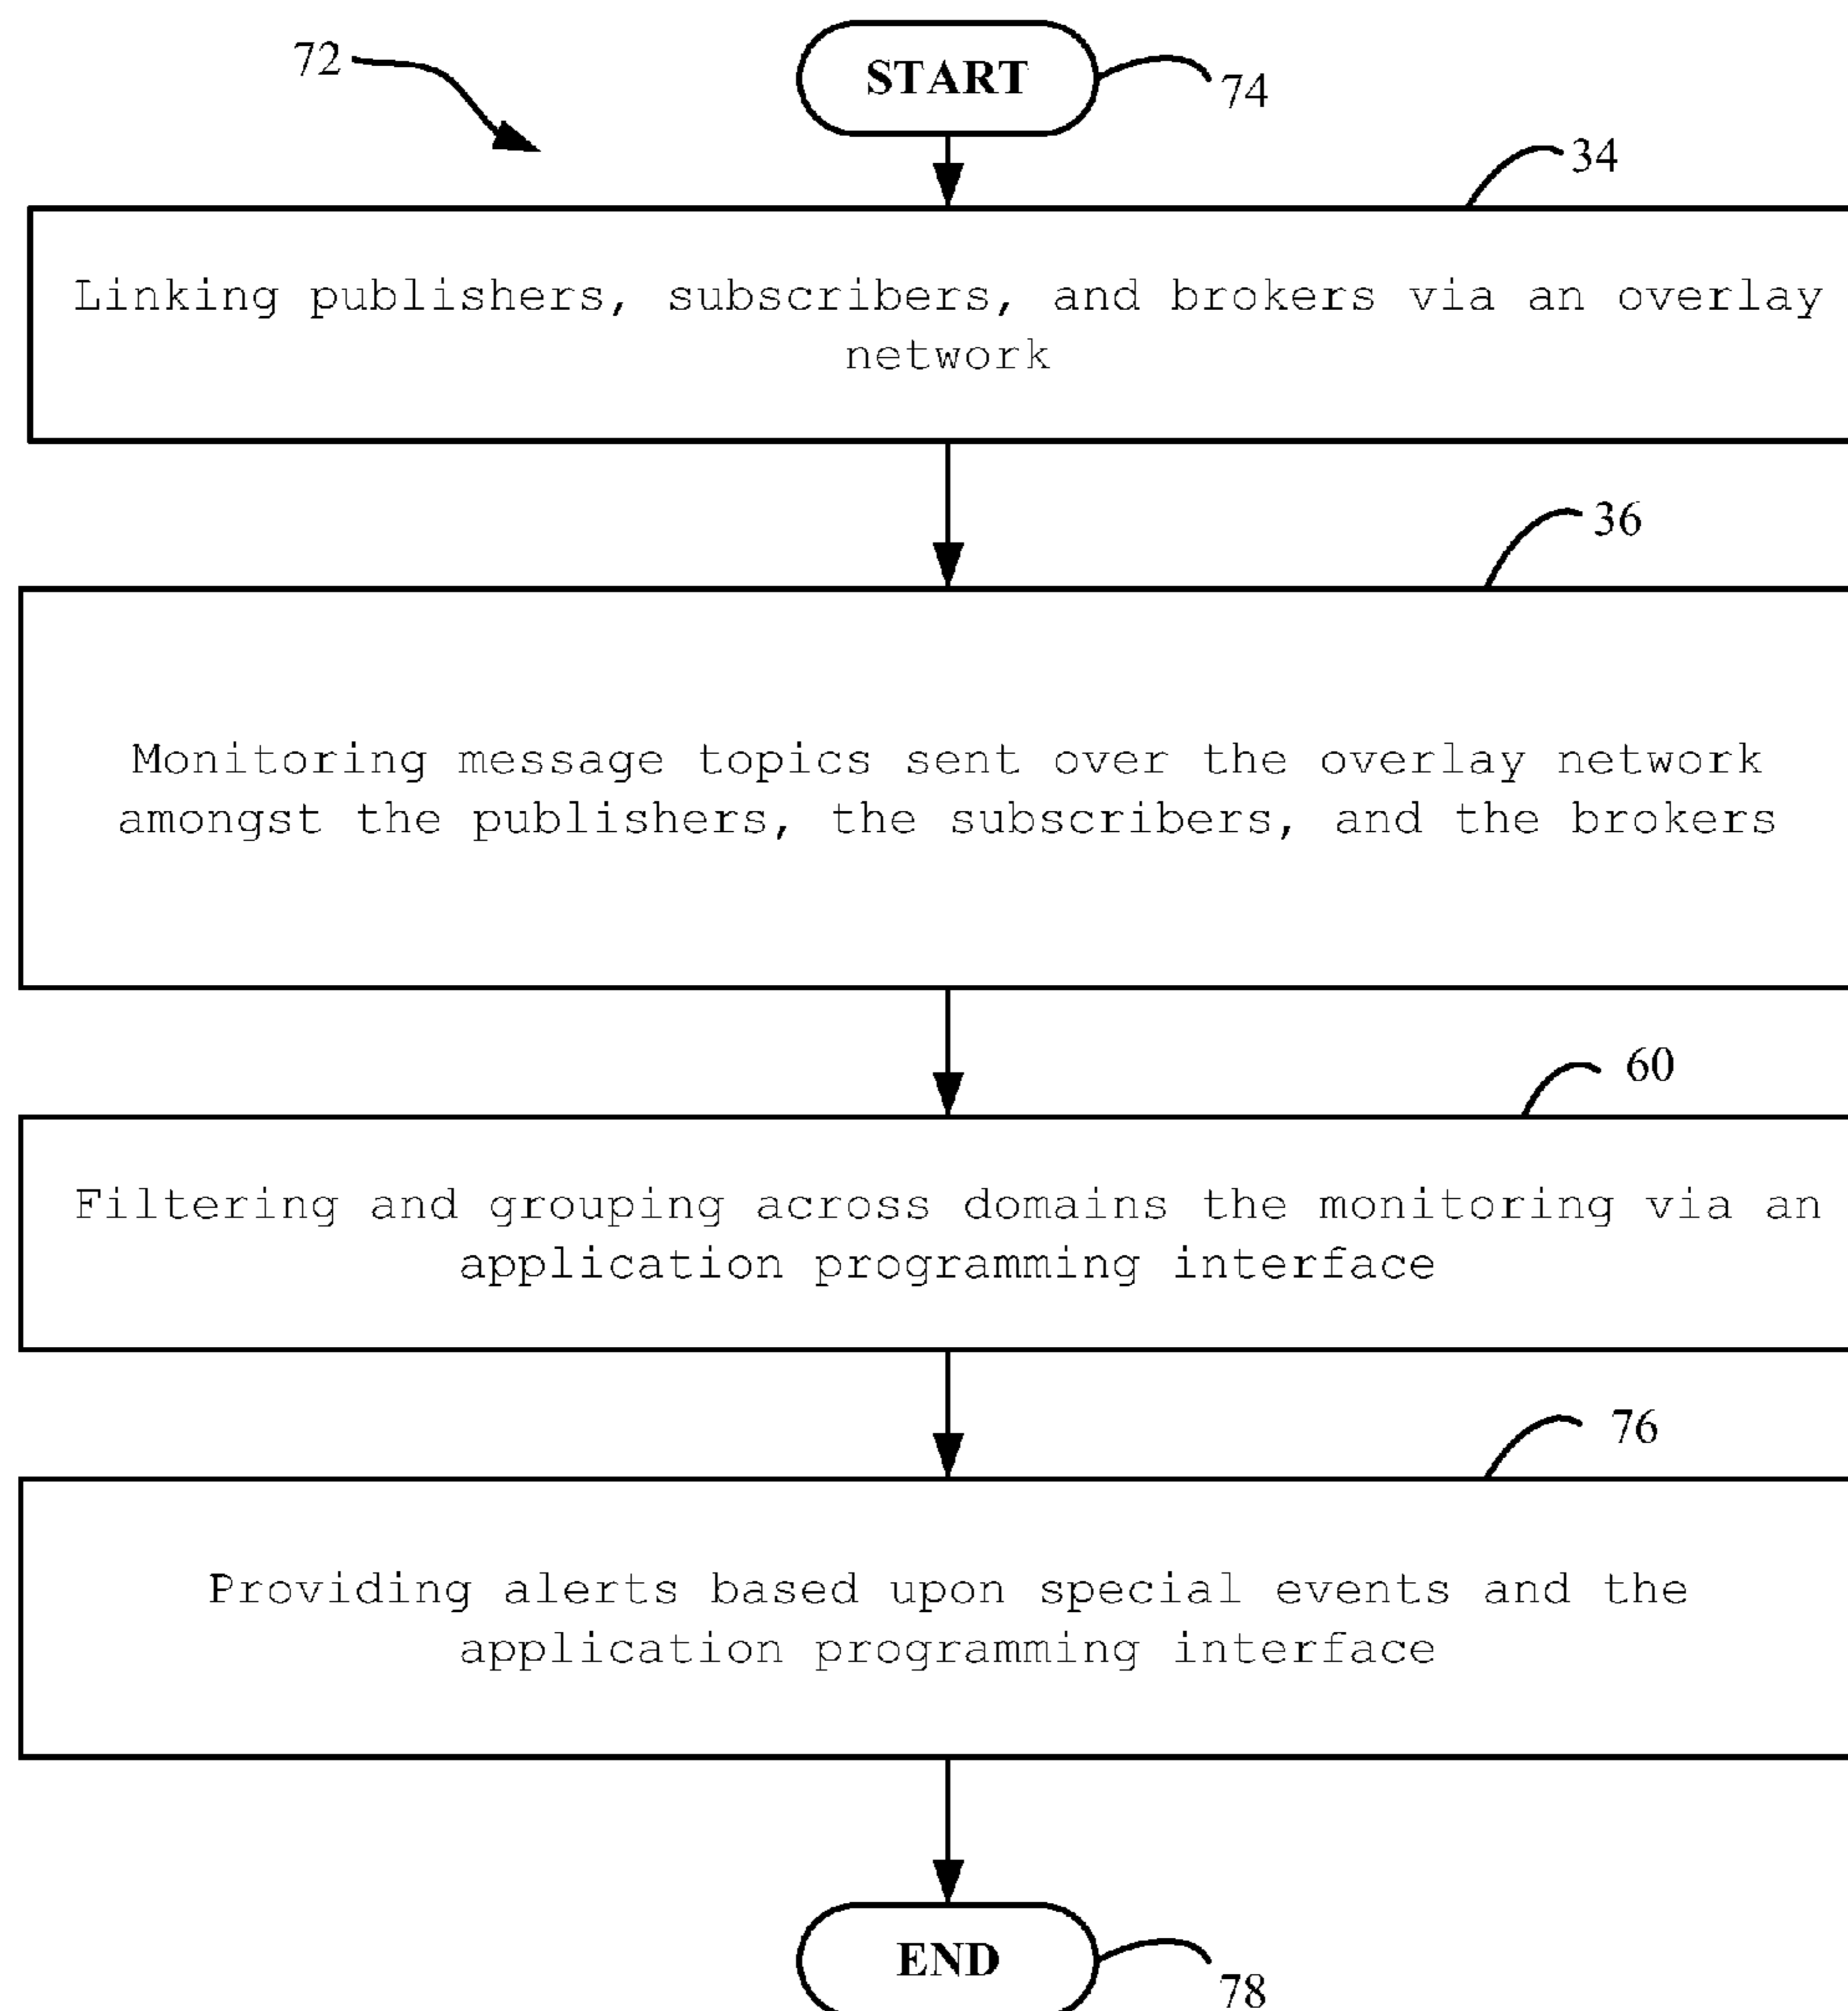 72
START
74
34
Linking publishers, subscribers, and brokers via an overlay
network
36
Monitoring message topics sent over the overlay network
amongst the publishers, the subscribers, and the brokers
60
Filtering and grouping across domains the monitoring via an
application programming interface
76
Providing alerts based upon special events and the
application programming interface
END
78